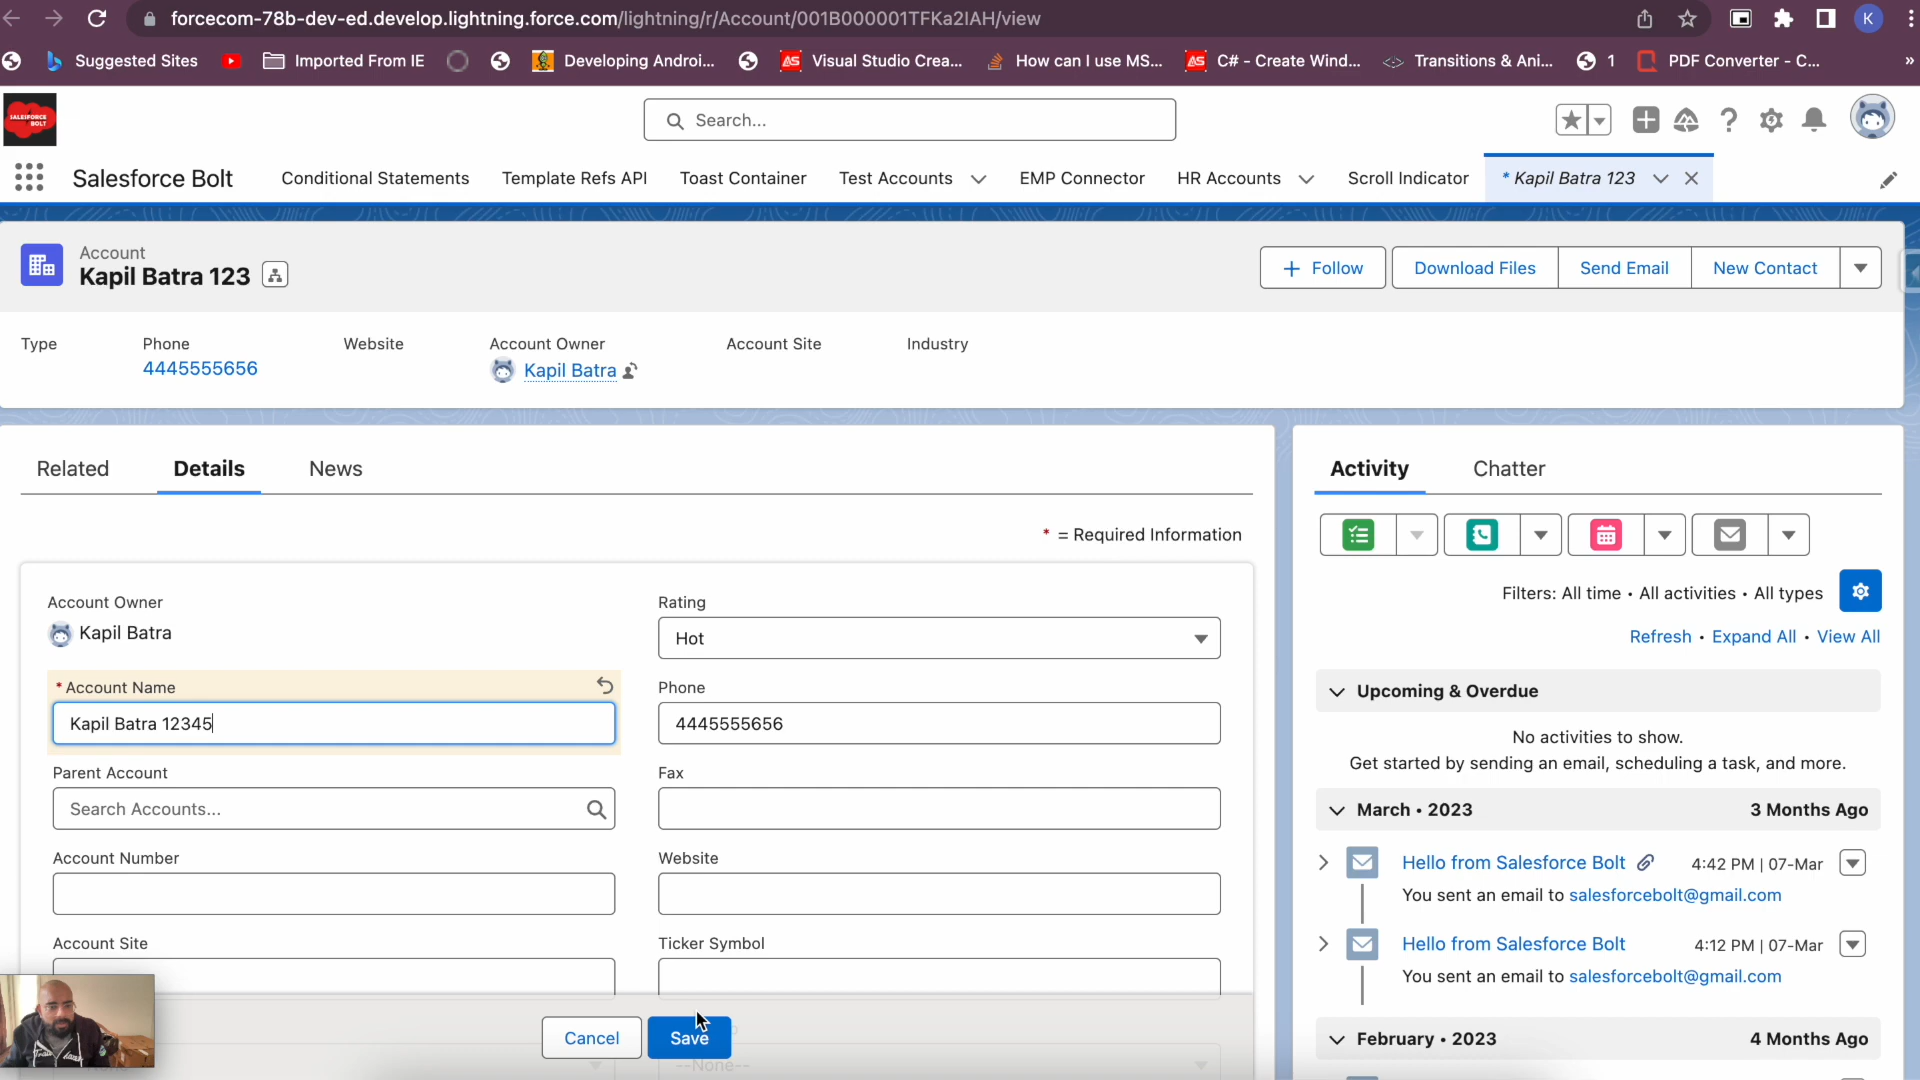 forcecom-78b-dev-ed.develop.lightning.force.com/lightning/r/Account/001B000001TFKa2IAH/view
K
Suggested Sites
Imported From IE
Developing Androi...
Visual Studio Crea...
How can I use MS...
C# - Create Wind...
Transitions & Ani...
1
PDF Converter - C...
»
SALESFORCE
BOLT
Search...
Salesforce Bolt
Conditional Statements
Template Refs API
Toast Container
Test Accounts
EMP Connector
HR Accounts
Scroll Indicator
* Kapil Batra 123
Account
Kapil Batra 123
+ Follow
Download Files
Send Email
New Contact
Type
Phone
4445555656
Website
Account Owner
Kapil Batra
Account Site
Industry
Related
Details
News
* = Required Information
Account Owner
Kapil Batra
Rating
Hot
* Account Name
Kapil Batra 12345
Phone
4445555656
Parent Account
Search Accounts...
Fax
Account Number
Website
Account Site
Ticker Symbol
Cancel
Save
--None--
Activity
Chatter
Filters: All time • All activities • All types
Refresh • Expand All • View All
Upcoming & Overdue
No activities to show.
Get started by sending an email, scheduling a task, and more.
March • 2023
3 Months Ago
Hello from Salesforce Bolt
4:42 PM | 07-Mar
You sent an email to salesforcebolt@gmail.com
Hello from Salesforce Bolt
4:12 PM | 07-Mar
You sent an email to salesforcebolt@gmail.com
February • 2023
4 Months Ago